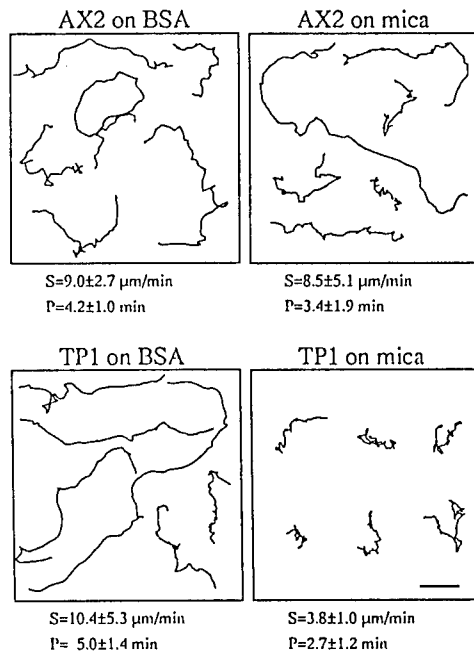 AX2 on BSA
AX2 on mica
S=9.0±2.7 µm/min
P=4.2±1.0 min
S=8.5±5.1 µm/min
P=3.4±1.9 min
TP1 on BSA
TP1 on mica
S=10.4±5.3 µm/min
P= 5.0±1.4 min
S=3.8±1.0 µm/min
P=2.7±1.2 min